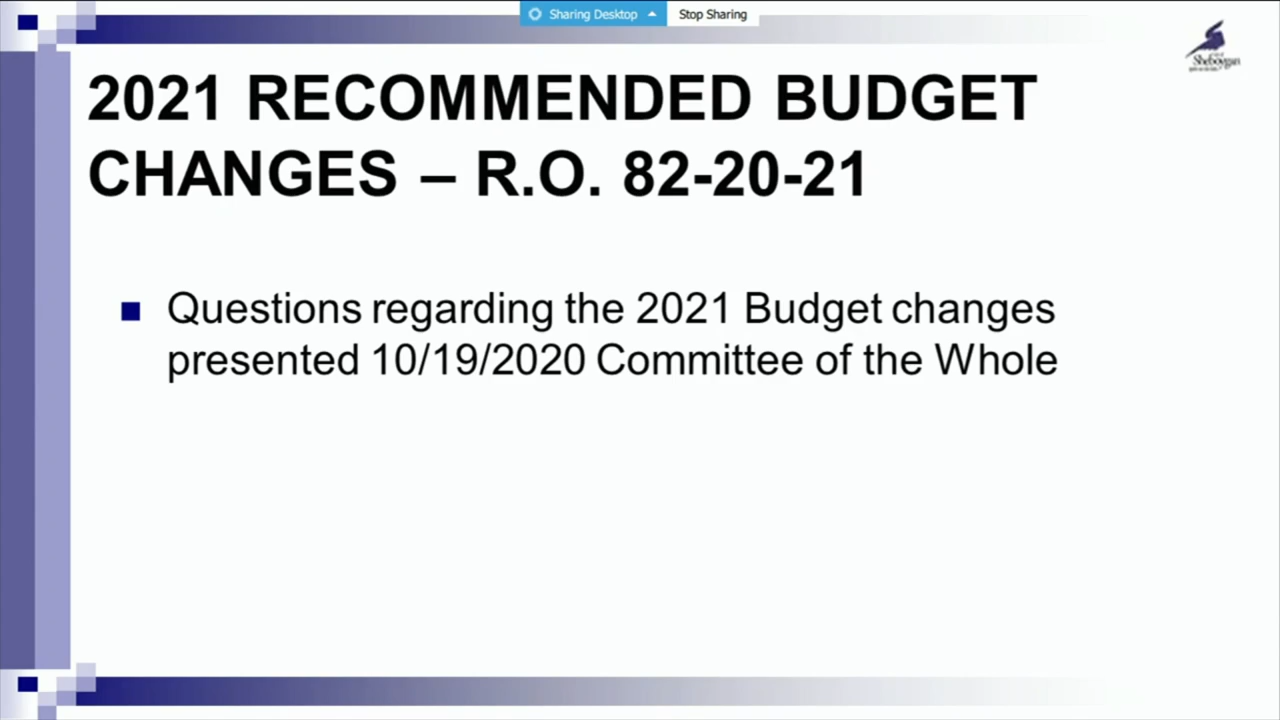 Sharing Desktop Stop Sharing
Sheboygan
2021 RECOMMENDED BUDGET
CHANGES – R.O. 82-20-21
Questions regarding the 2021 Budget changes
presented 10/19/2020 Committee of the Whole